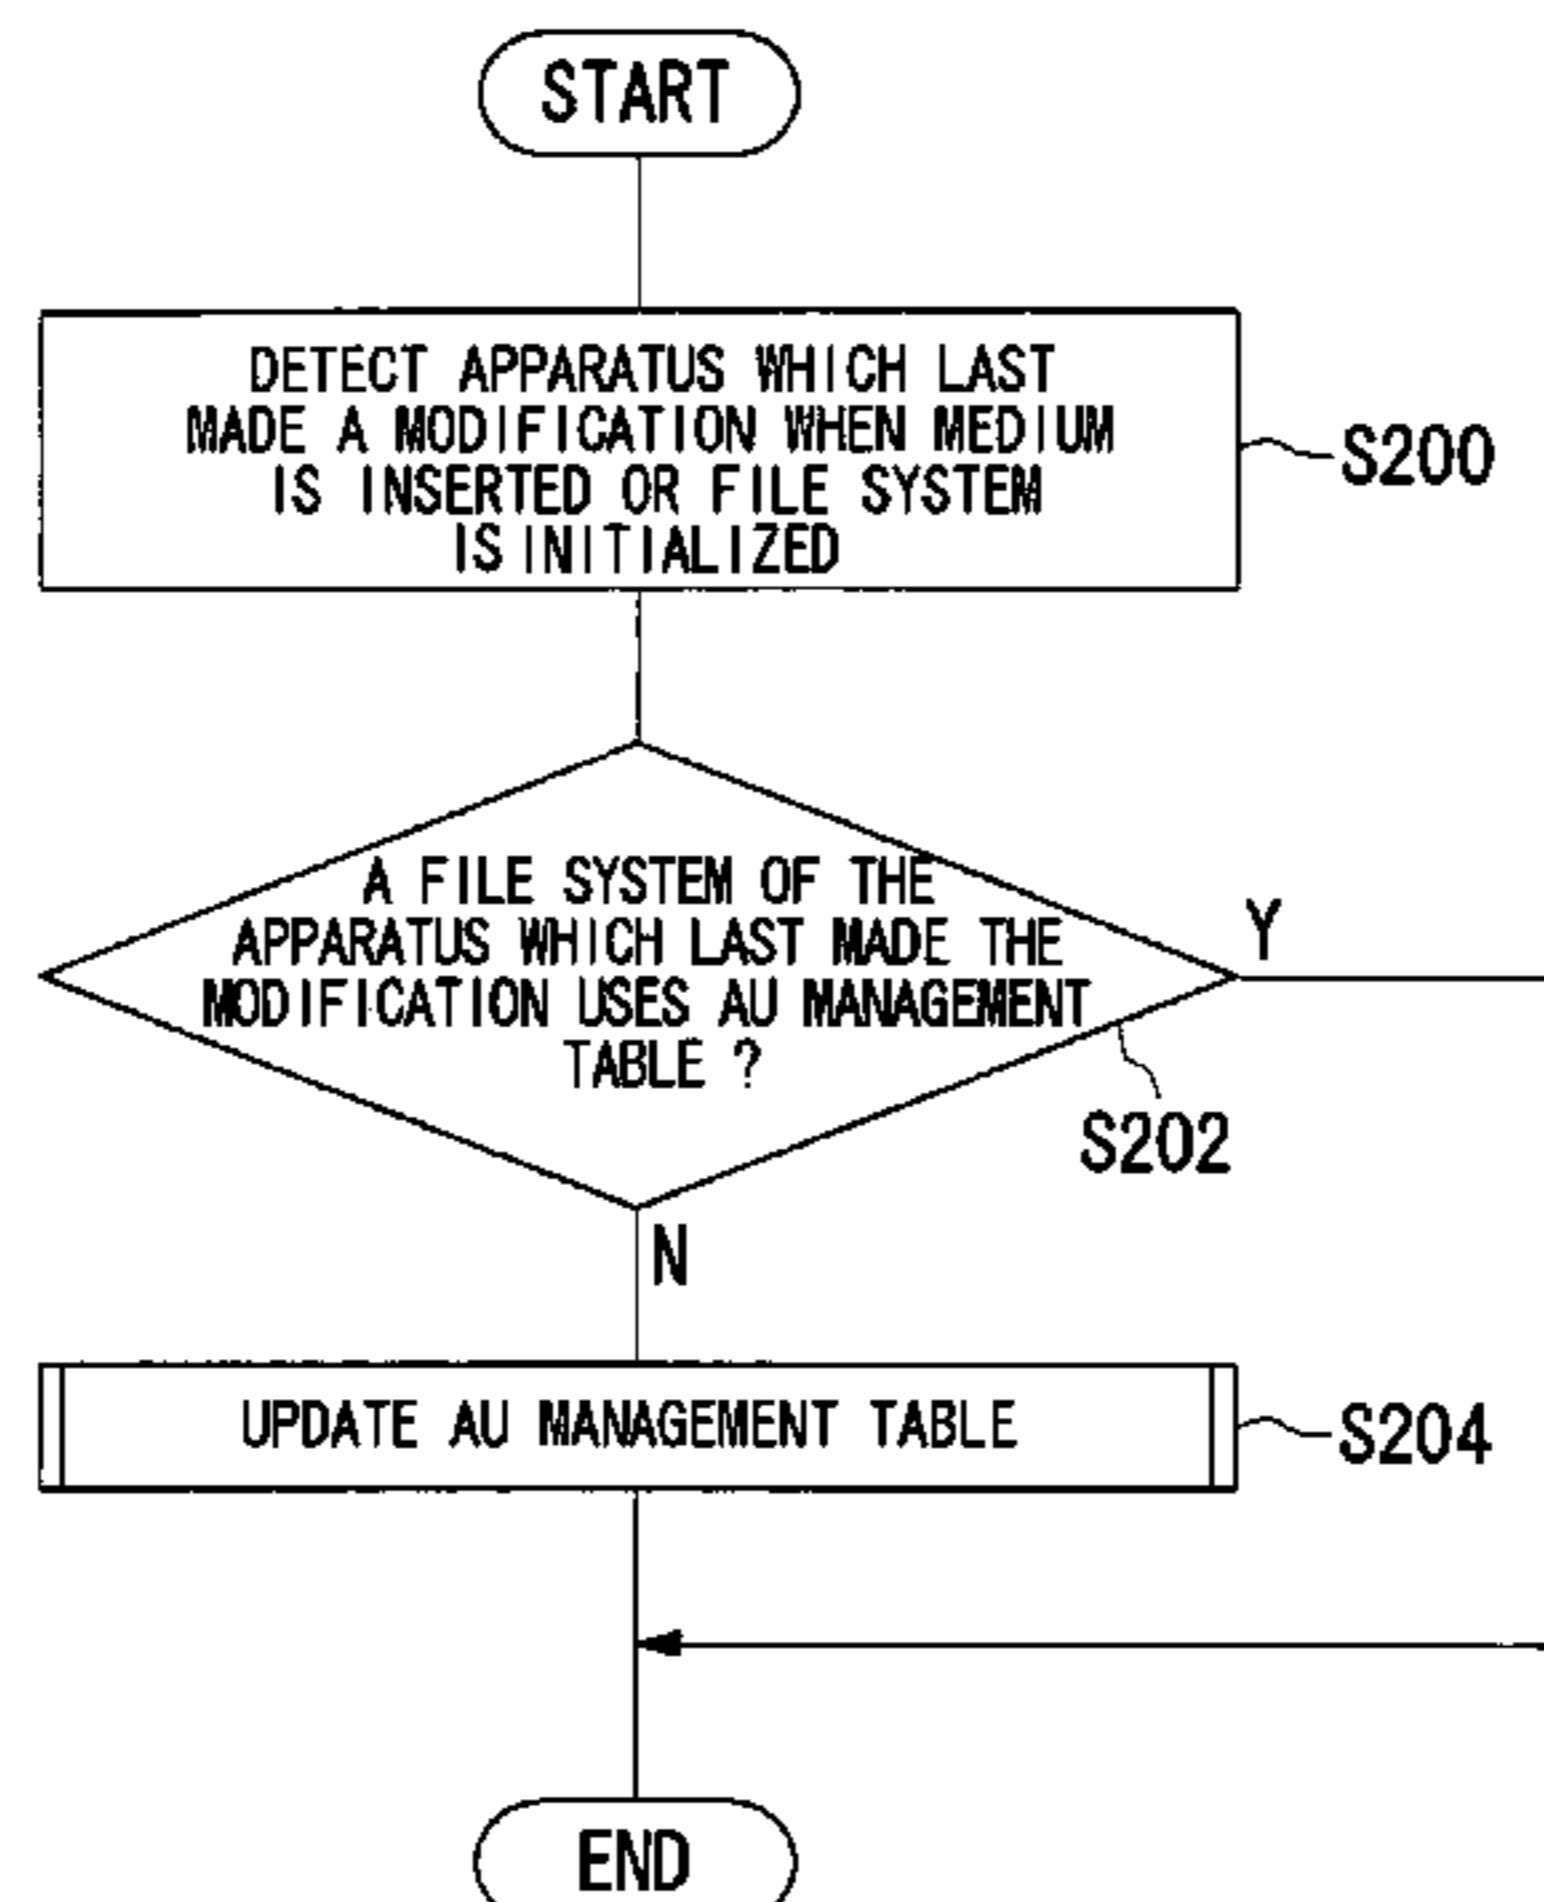 START
DETECT APPARATUS WHICH LAST
MADE A MODIFICATION WHEN MEDIUM
IS INSERTED OR FILE SYSTEM
IS INITIALIZED
S200
A FILE SYSTEM OF THE
APPARATUS WHICH LAST MADE THE
MODIFICATION USES AU MANAGEMENT
TABLE ?
Y
S202
N
UPDATE AU MANAGEMENT TABLE
S204
END